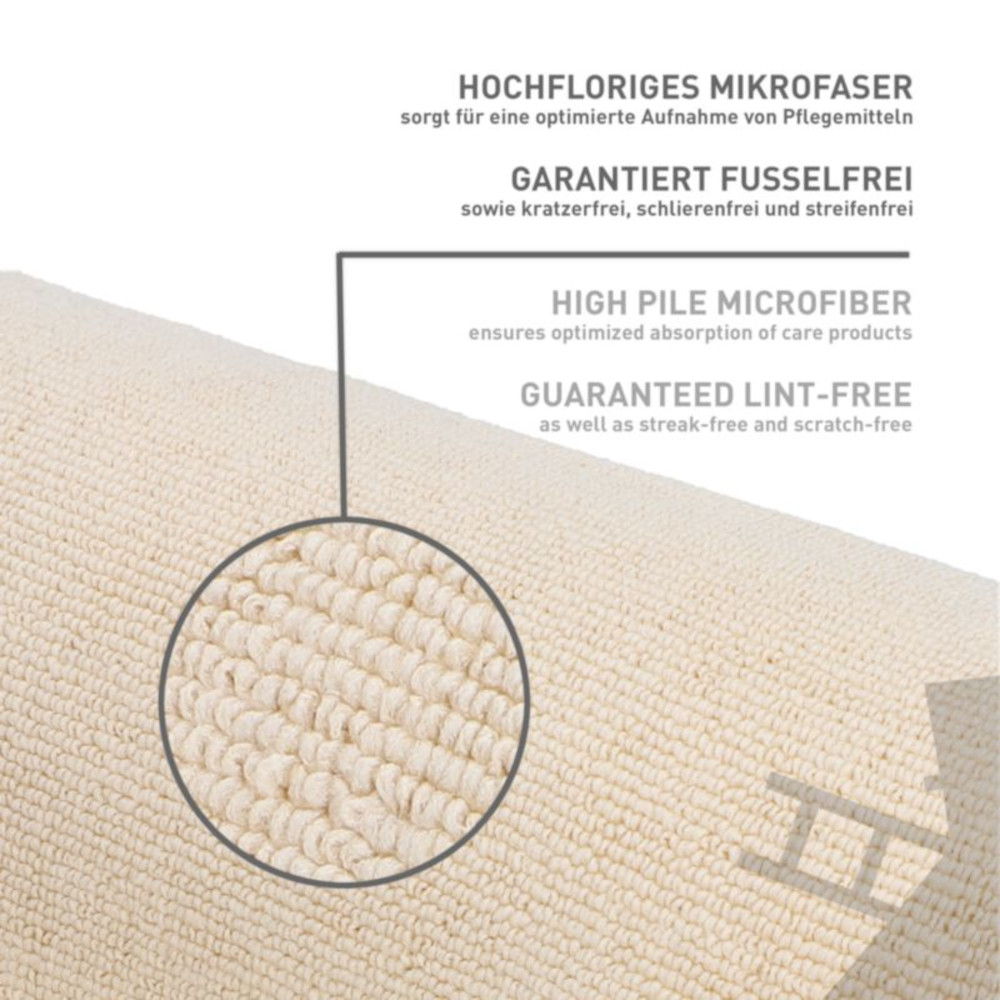 HOCHFLORIGES MIKROFASER
sorgt für eine optimierte Aufnahme von Pflegemitteln
GARANTIERT FUSSELFREI
sowie kratzerfrei, schlierenfrei und streifenfrei
HIGH PILE MICROFIBER
ensures optimized absorption of care products
GUARANTEED LINT-FREE
as well as streak-free and scratch-free